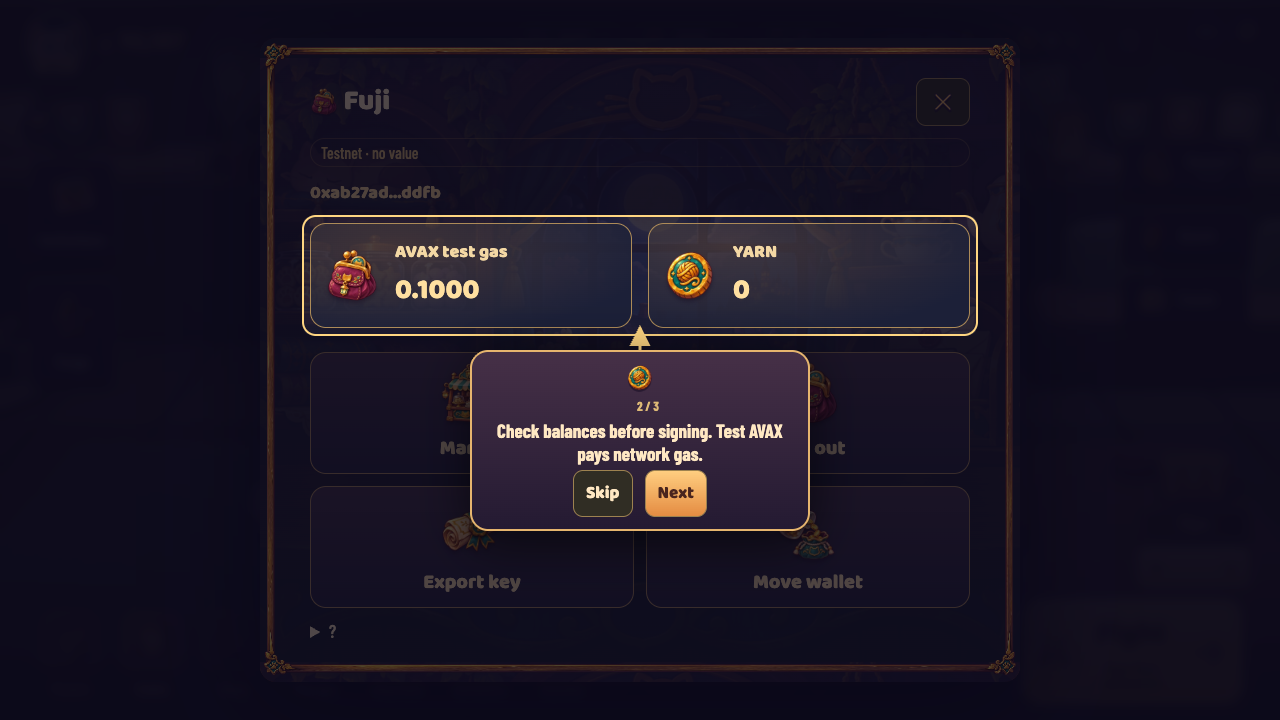 Fuji
Testnet · no value
0xab27ad...ddfb
AVAX test gas
0.1000
YARN
0
2 / 3
Check balances before signing. Test AVAX
pays network gas.
Skip
Next
out
Export key
Move wallet
?